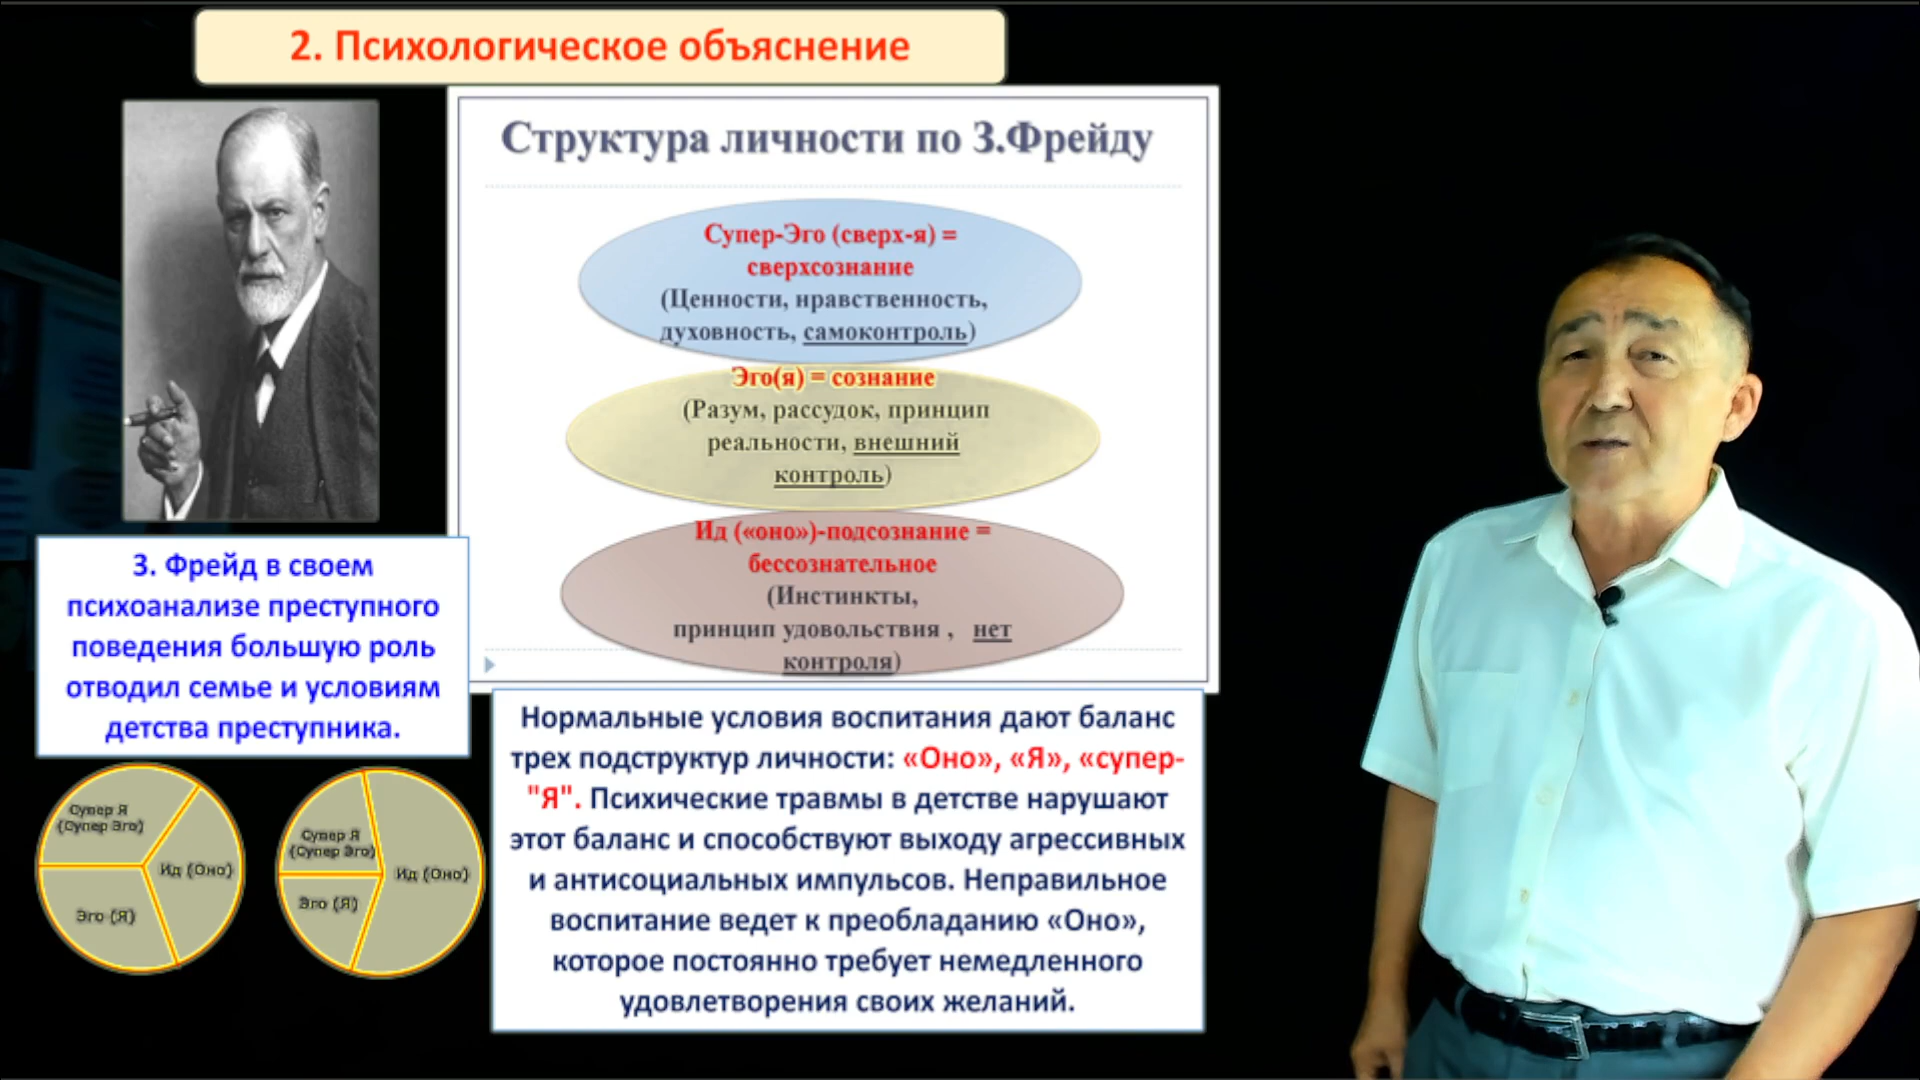 2. Психологическое объяснение
Структура личности по З.Фрейду
Супер-Эго (сверх-я) =
сверхсознание
(Ценности, нравственность,
духовность, самоконтроль)
Эго(я) = сознание
(Разум, рассудок, принцип
реальности, внешний
контроль)
Ид («оно»)-подсознание =
бессознательное
(Инстинкты,
принцип удовольствия , нет
контроля)
3. Фрейд в своем
психоанализе преступного
поведения большую роль
отводил семье и условиям
детства преступника.
Супер Я
(Супер Эго)
Ид (Оно)
Эго (Я)
Супер Я
(Супер Эго)
Ид (Оно)
Эго (Я)
Нормальные условия воспитания дают баланс
трех подструктур личности: «Оно», «Я», «супер-
"Я". Психические травмы в детстве нарушают
этот баланс и способствуют выходу агрессивных
и антисоциальных импульсов. Неправильное
воспитание ведет к преобладанию «Оно»,
которое постоянно требует немедленного
удовлетворения своих желаний.